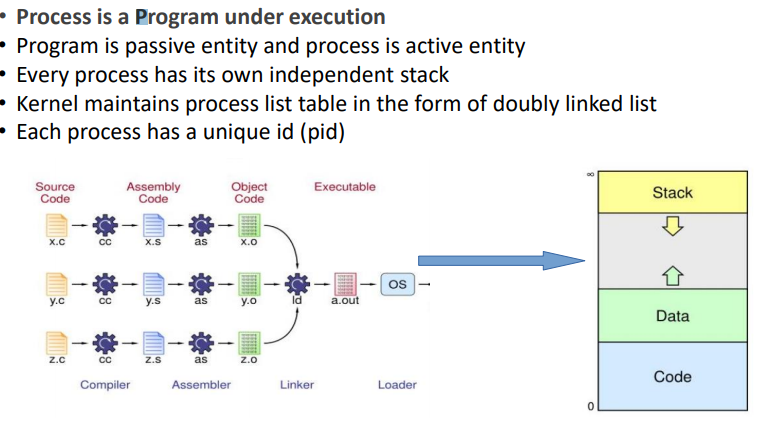 • Process is a Program under execution
• Program is passive entity and process is active entity
• Every process has its own independent stack
• Kernel maintains process list table in the form of doubly linked list
• Each process has a unique id (pid)
Source Code
Assembly Code
Object Code
Executable
x.c cc x.s as x.o
y.c cc y.s as y.o ld a.out OS
z.c cc z.s as z.o
Compiler Assembler Linker Loader
∞
Stack
Data
Code
0